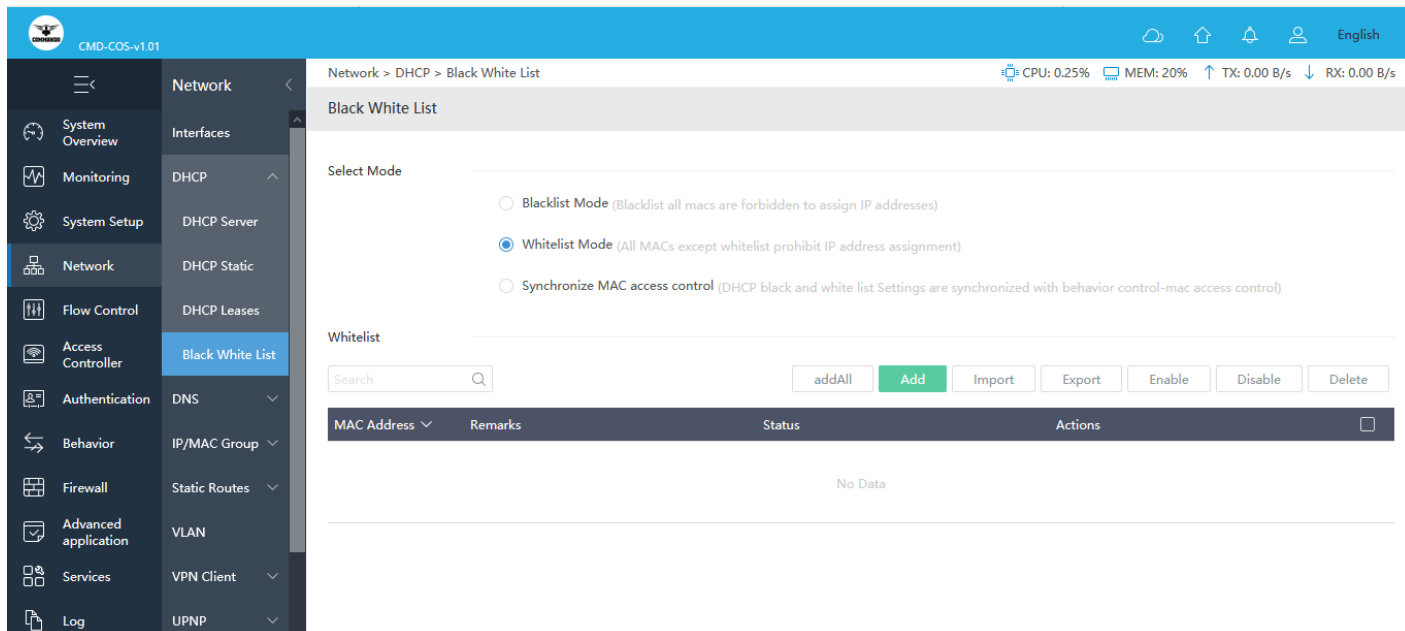 COMMANDO
CMD-COS-v1.01
English
Network
Network > DHCP > Black White List
CPU: 0.25%
MEM: 20%
TX: 0.00 B/s
RX: 0.00 B/s
System
Overview
Monitoring
System Setup
Network
Flow Control
Access
Controller
Authentication
Behavior
Firewall
Advanced
application
Services
Log
Interfaces
DHCP
DHCP Server
DHCP Static
DHCP Leases
Black White List
DNS
IP/MAC Group
Static Routes
VLAN
VPN Client
UPNP
Black White List
Select Mode
Blacklist Mode (Blacklist all macs are forbidden to assign IP addresses)
Whitelist Mode (All MACs except whitelist prohibit IP address assignment)
Synchronize MAC access control (DHCP black and white list Settings are synchronized with behavior control-mac access control)
Whitelist
Search
addAll
Add
Import
Export
Enable
Disable
Delete
MAC Address Remarks Status Actions
No Data